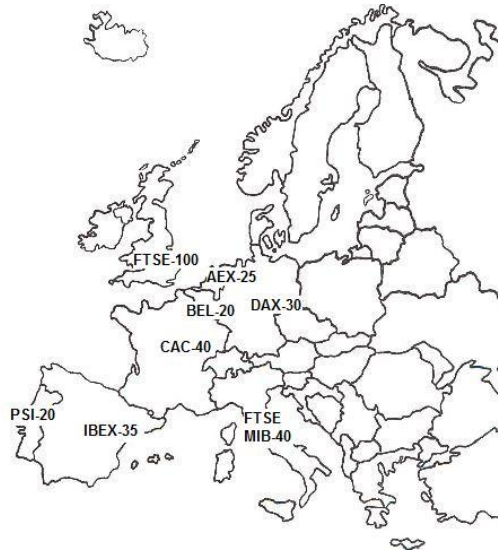 FTSE-100
AEX-25
BEL-20
DAX-30
CAC-40
PSI-20
IBEX-35
FTSE
MIB-40